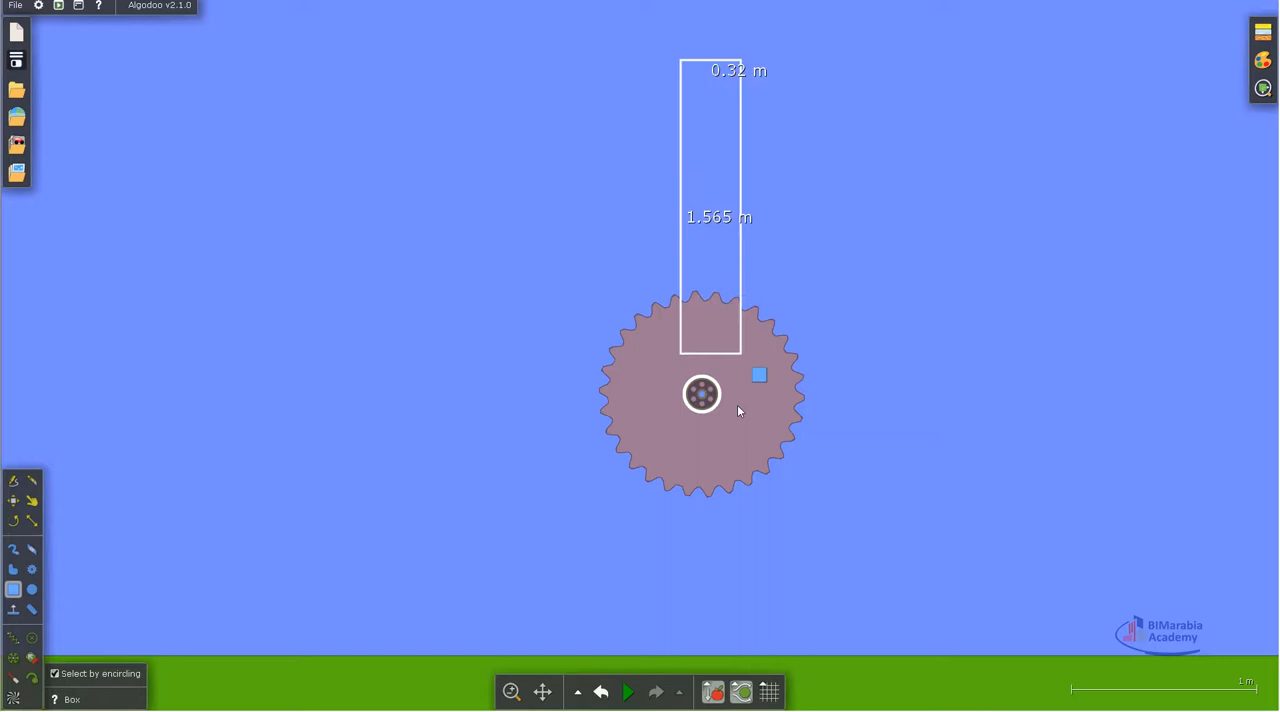 File
?
Algodoo v2.1.0
0.32 m
1.565 m
BIMarabia
Academy
Select by encircling
? Box
1 m